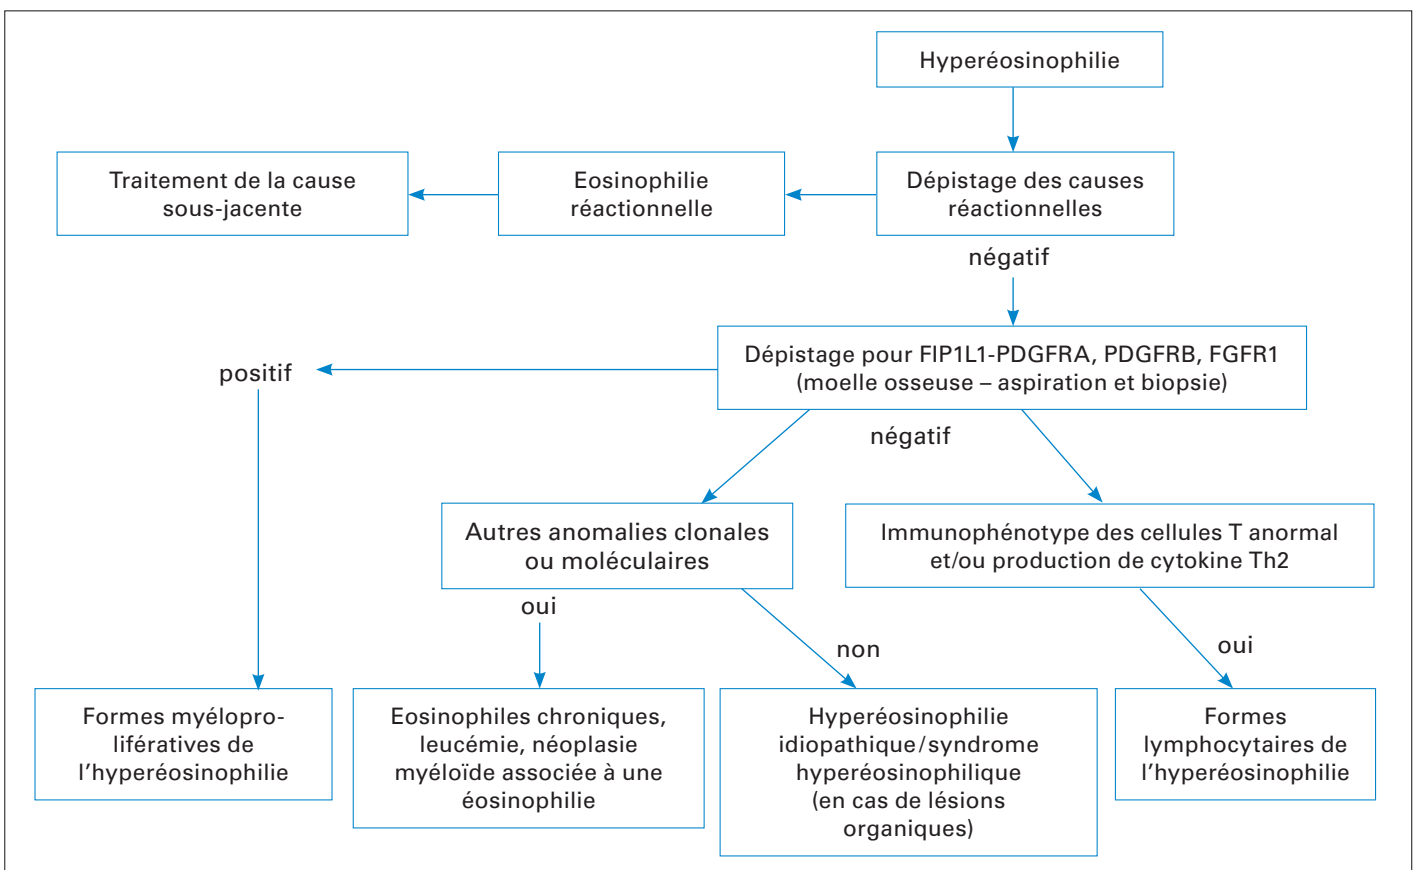 Hyperéosinophilie
Traitement de la cause
sous-jacente
Eosinophilie
réactionnelle
Dépistage des causes
réactionnelles
négatif
Dépistage pour FIP1L1-PDGFRA, PDGFRB, FGFR1
(moelle osseuse – aspiration et biopsie)
positif
négatif
Autres anomalies clonales
ou moléculaires
Immunophénotype des cellules T anormal
et/ou production de cytokine Th2
oui
non
oui
Formes myélopro-
lifératives de
l'hyperéosinophilie
Eosinophiles chroniques,
leucémie, néoplasie
myéloïde associée à une
éosinophilie
Hyperéosinophilie
idiopathique/syndrome
hyperéosinophilique
(en cas de lésions
organiques)
Formes
lymphocytaires de
l'hyperéosinophilie